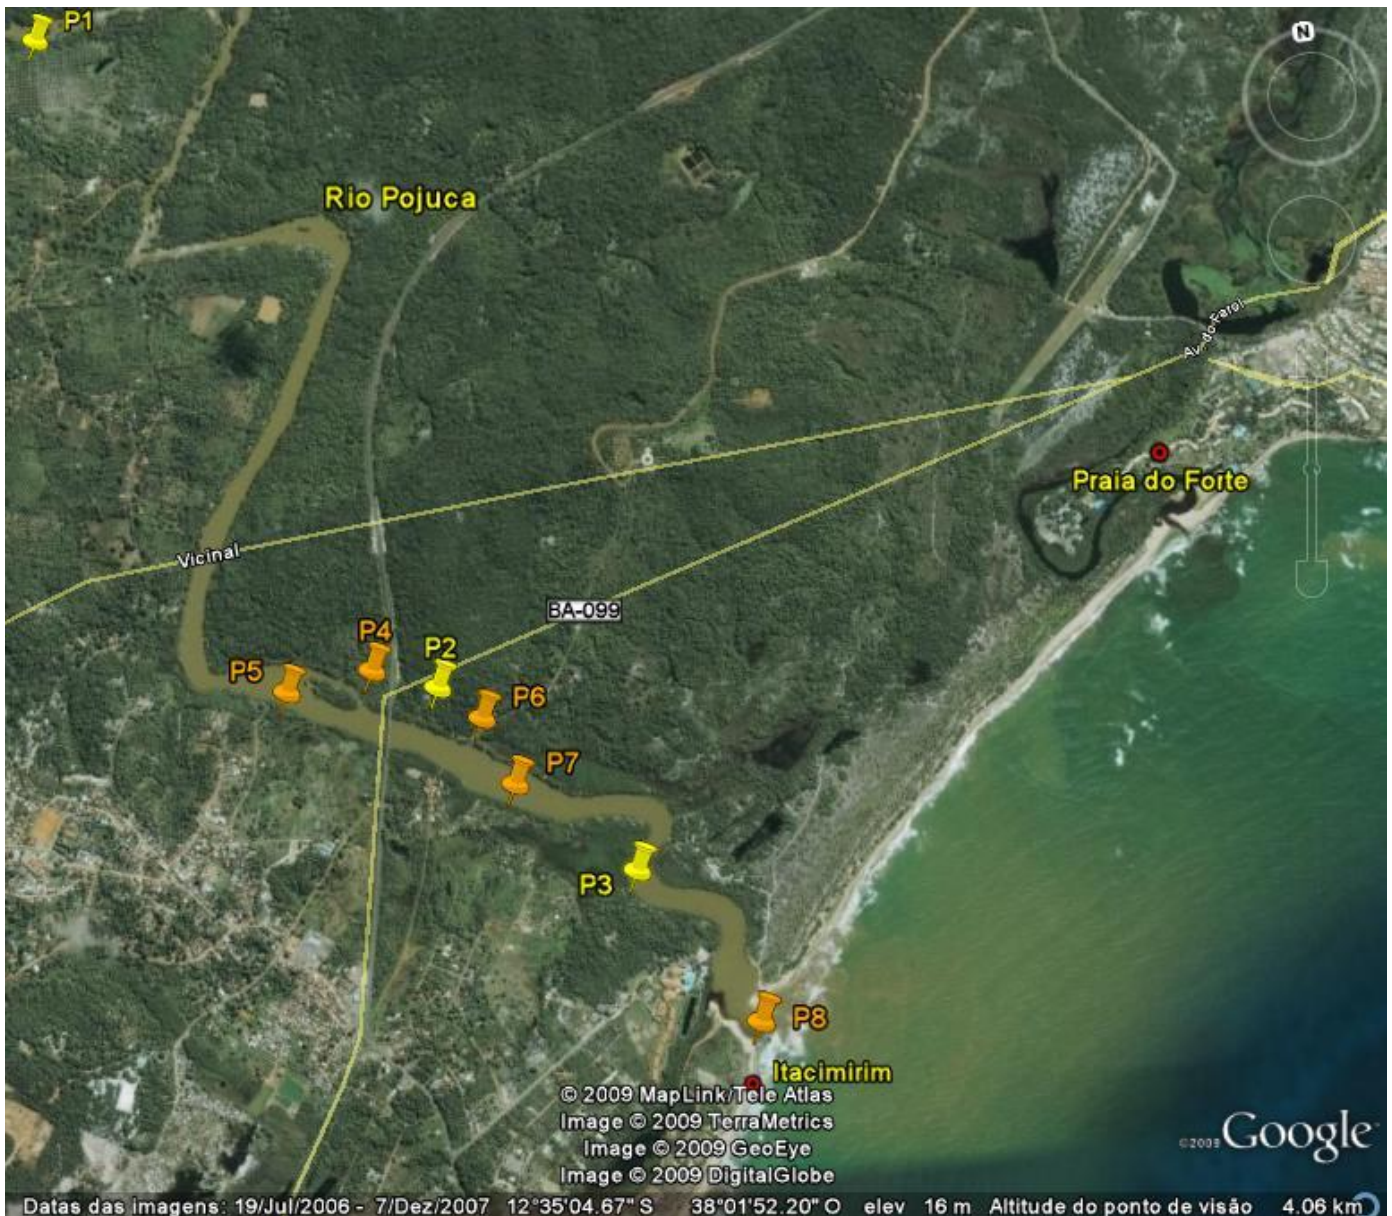 P1
N
Rio Pojuca
Av. do Farol
Praia do Forte
Vicinal
BA-099
P4
P2
P5
P6
P7
P3
P8
Itacimirim
© 2009 MapLink/Tele Atlas
Image © 2009 TerraMetrics
Image © 2009 GeoEye
Image © 2009 DigitalGlobe
©2009 Google
Datas das imagens: 19/Jul/2006 - 7/Dez/2007 12°35'04.67" S 38°01'52.20" O elev 16 m Altitude do ponto de visão 4.06 km